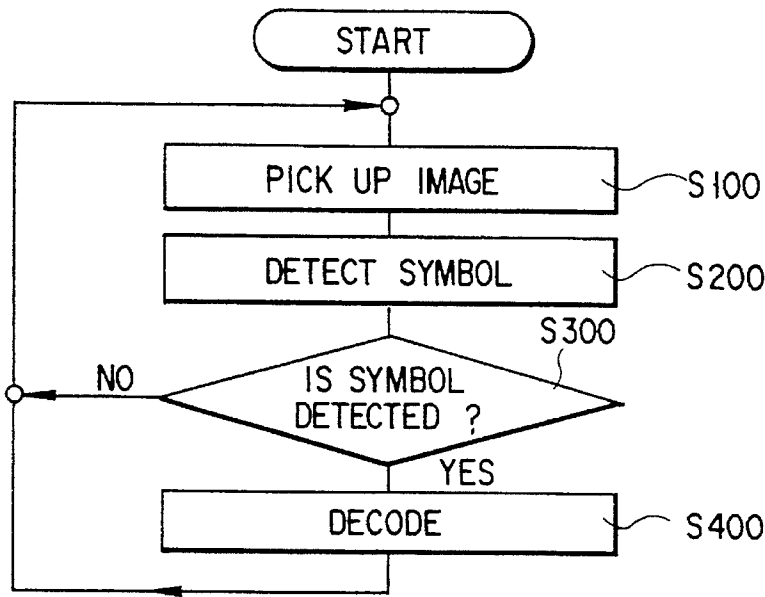 START
PICK UP IMAGE
S100
DETECT SYMBOL
S200
S300
NO
IS SYMBOL
DETECTED ?
YES
DECODE
S400